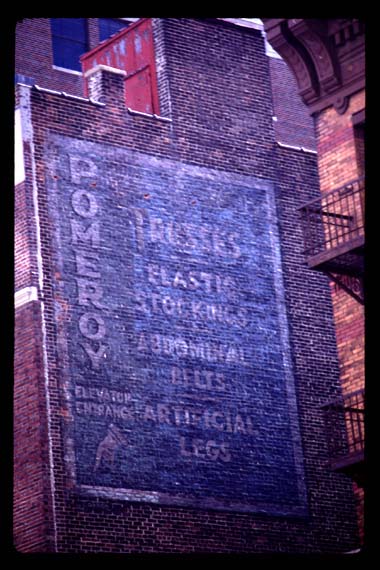 POMEROY
TRUSSES
ELASTIC
STOCKINGS
ABDOMINAL
BELTS
ELEVATOR
ENTRANCE
ARTIFICIAL
LEGS